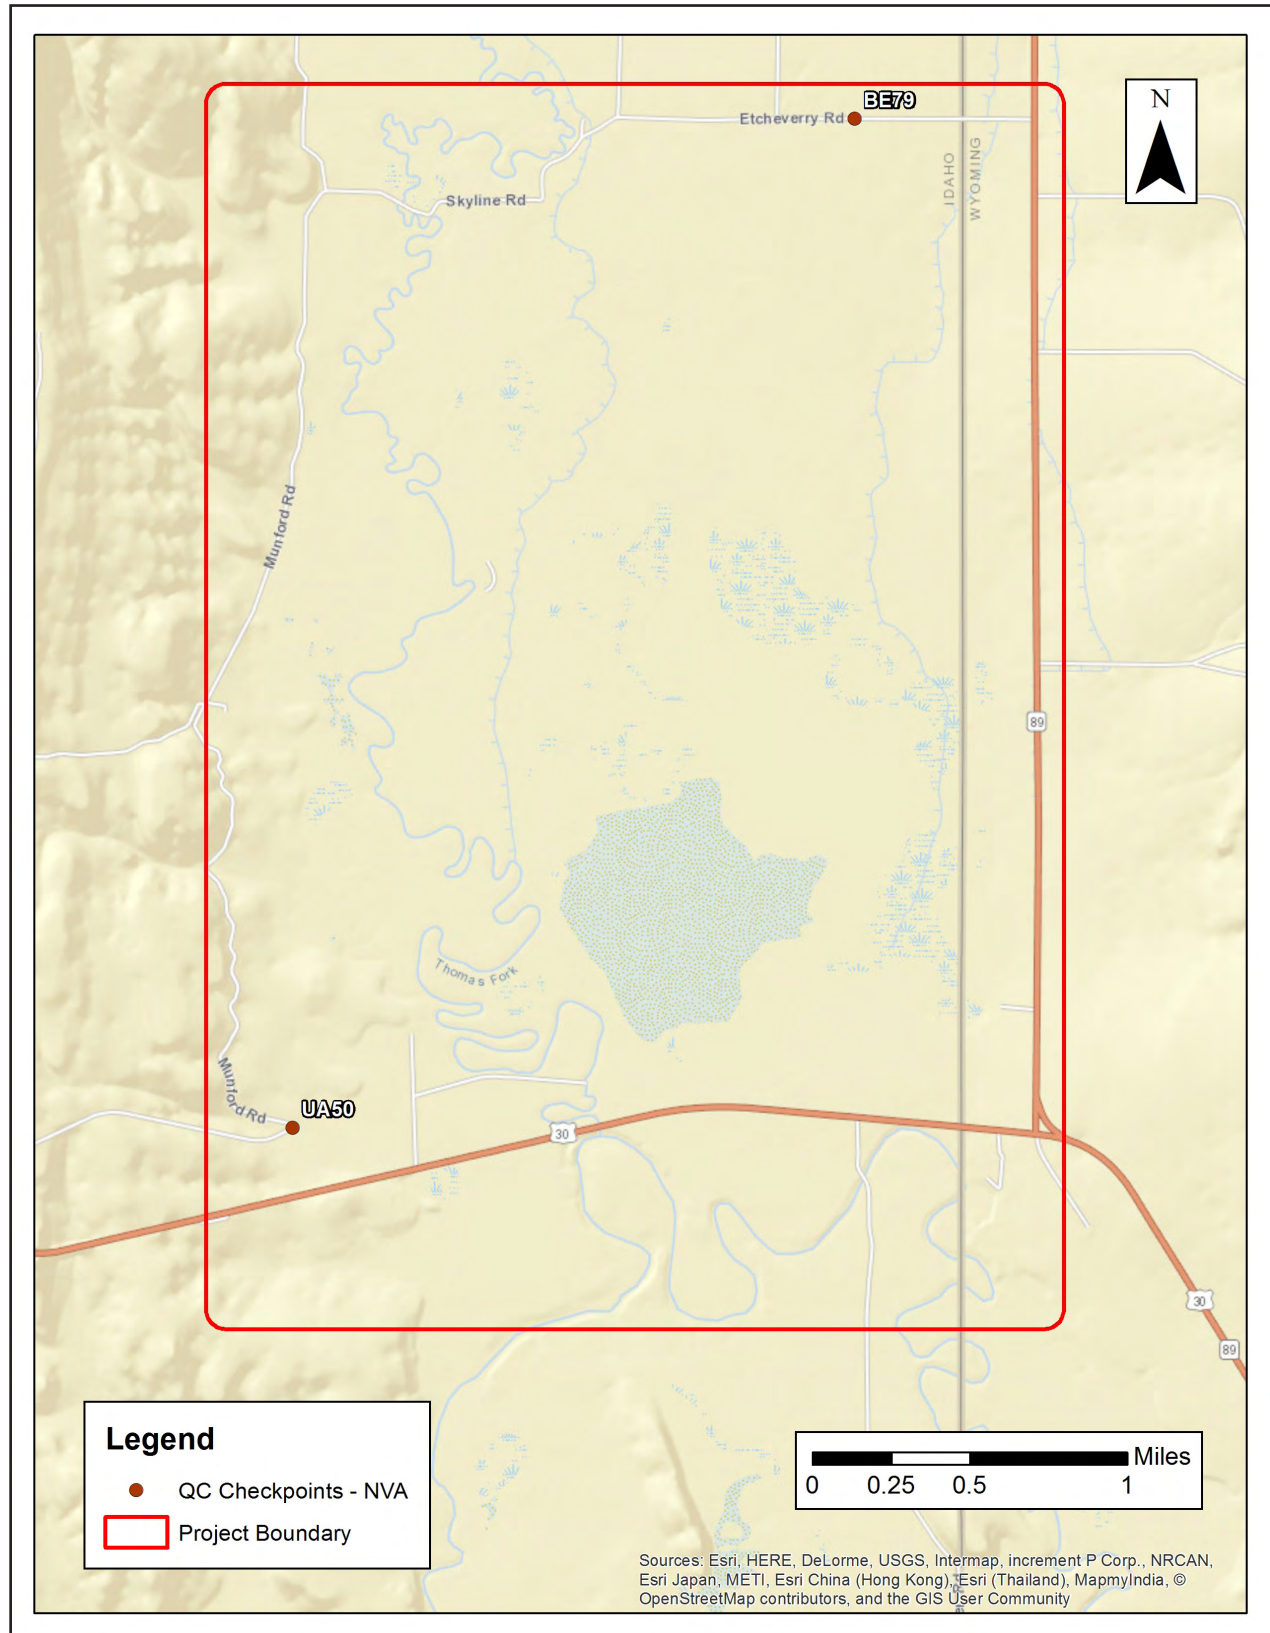 BE79
N
Etcheverry Rd
IDAHO
WYOMING
Skyline Rd
Munford Rd
89
Thomas Fork
Munford Rd
UA50
30
30
89
Legend
QC Checkpoints - NVA
Project Boundary
Miles
0 0.25 0.5 1
Sources: Esri, HERE, DeLorme, USGS, Intermap, increment P Corp., NRCAN,
Esri Japan, METI, Esri China (Hong Kong), Esri (Thailand), MapmyIndia, ©
OpenStreetMap contributors, and the GIS User Community